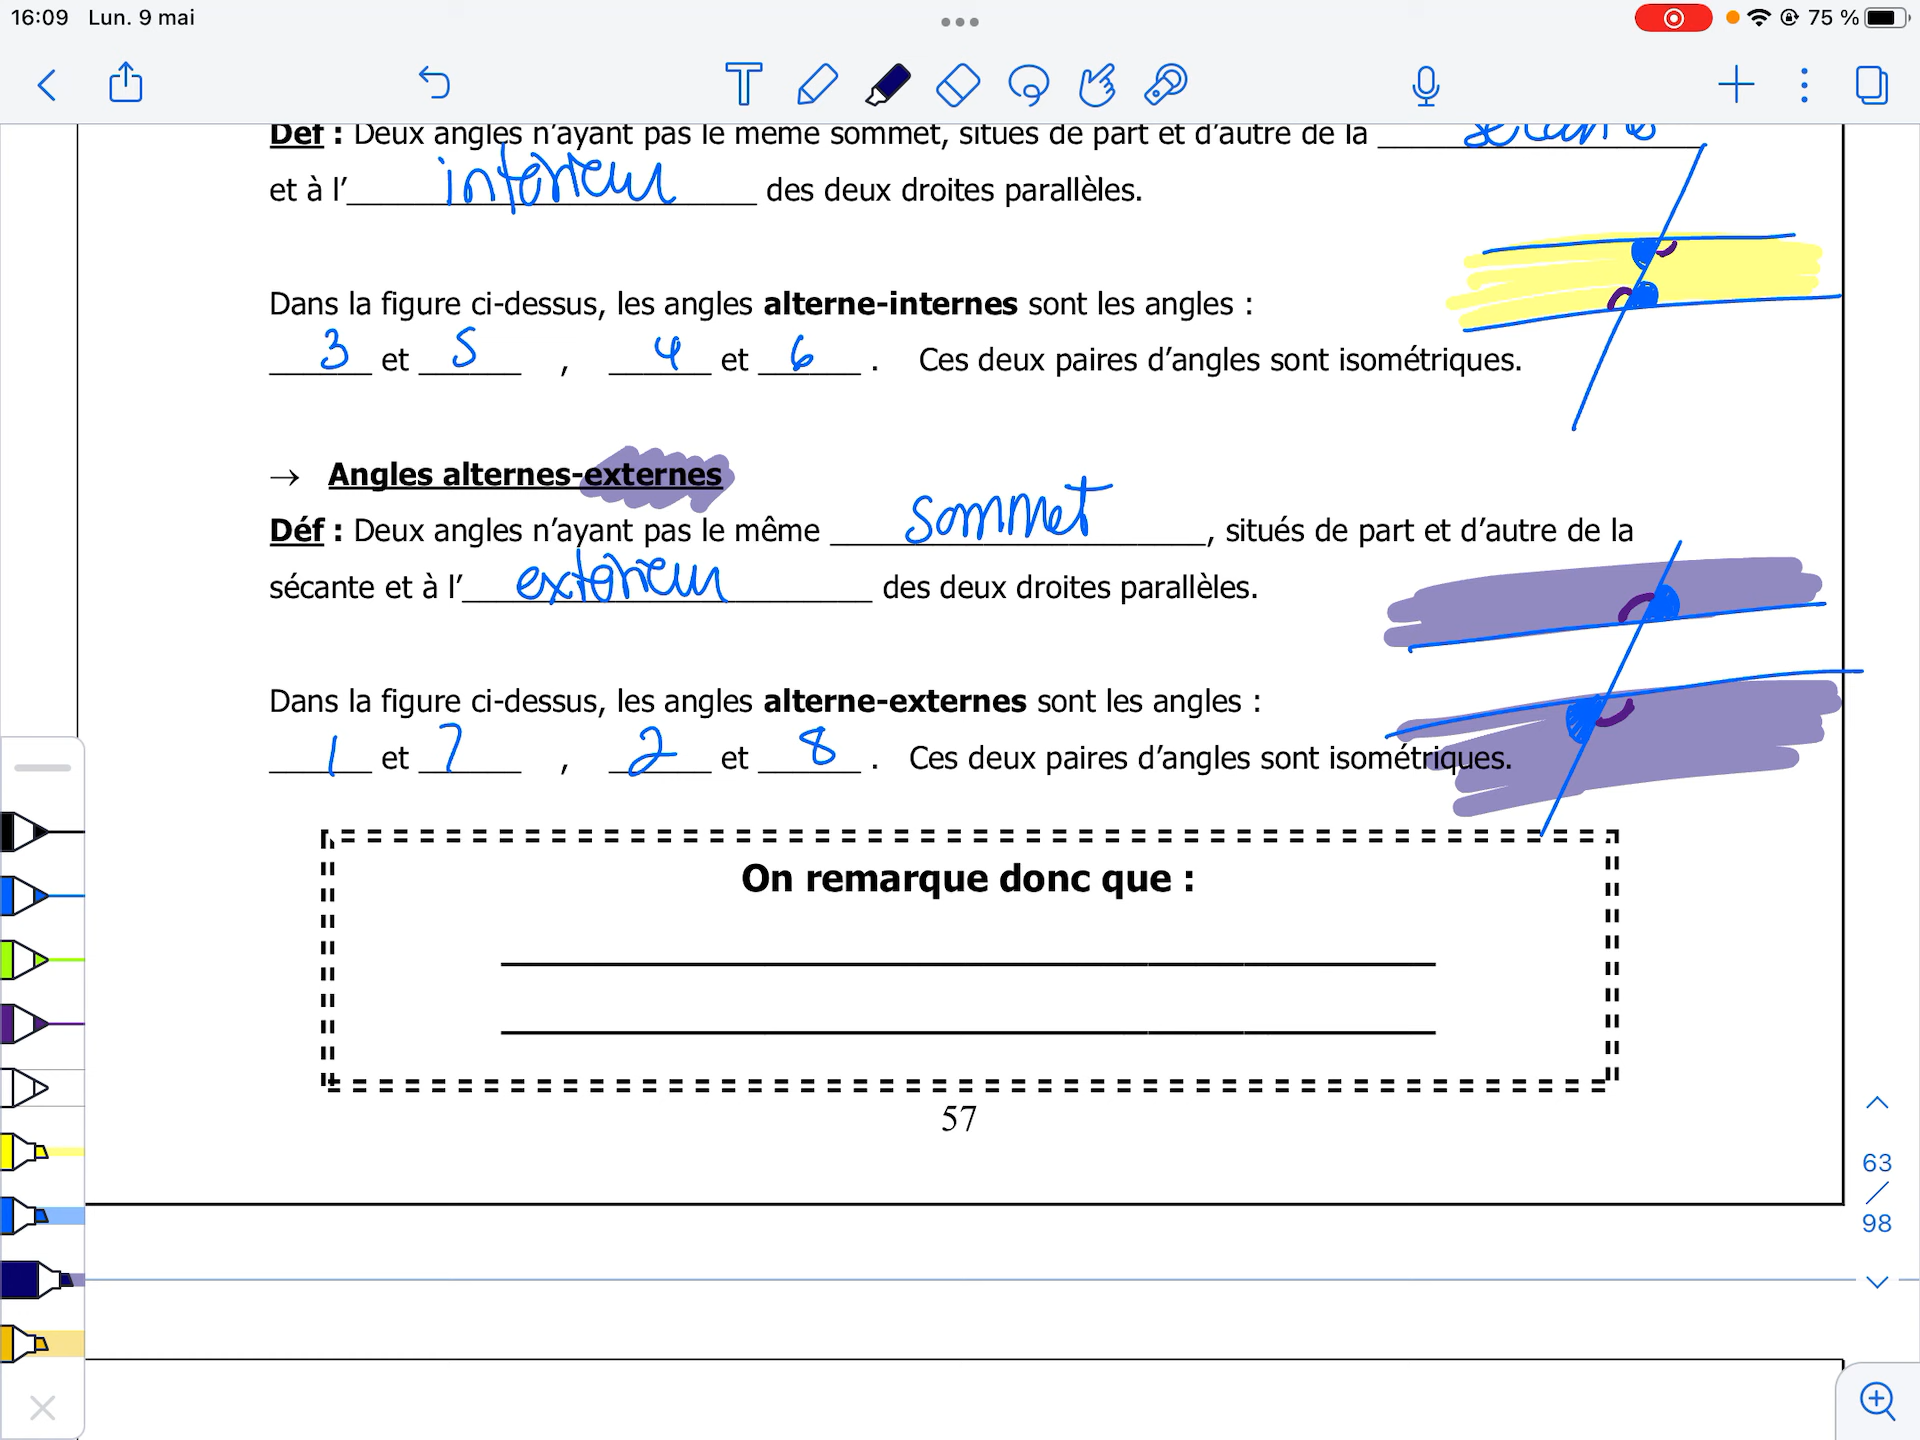 16:09 Lun. 9 mai 75 %
Déf : Deux angles n'ayant pas le même sommet, situés de part et d'autre de la sécante
et à l' intérieur des deux droites parallèles.
Dans la figure ci-dessus, les angles alterne-internes sont les angles :
3 et 5 , 4 et 6 . Ces deux paires d'angles sont isométriques.
→ Angles alternes-externes
Déf : Deux angles n'ayant pas le même sommet, situés de part et d'autre de la
sécante et à l' extérieur des deux droites parallèles.
Dans la figure ci-dessus, les angles alterne-externes sont les angles :
1 et 7 , 2 et 8 . Ces deux paires d'angles sont isométriques.
On remarque donc que :
57
63
/
98